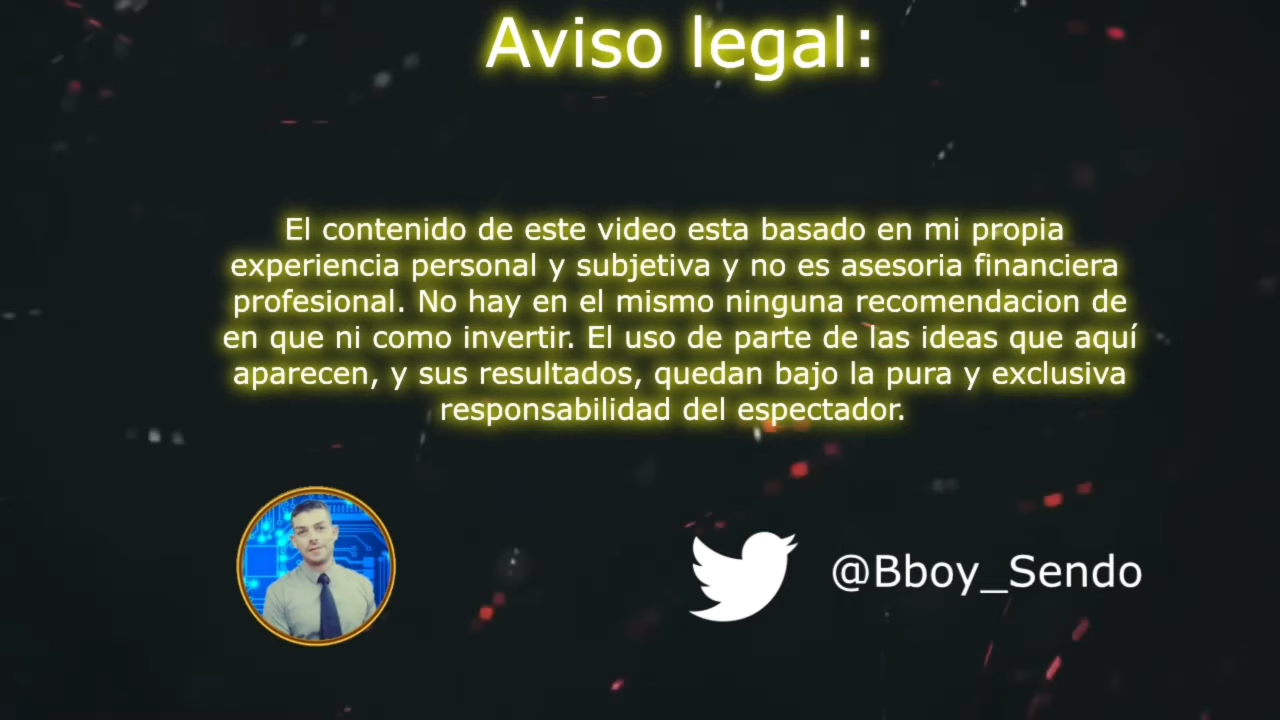 Aviso legal:
El contenido de este video esta basado en mi propia
experiencia personal y subjetiva y no es asesoria financiera
profesional. No hay en el mismo ninguna recomendacion de
en que ni como invertir. El uso de parte de las ideas que aquí
aparecen, y sus resultados, quedan bajo la pura y exclusiva
responsabilidad del espectador.
@Bboy_Sendo